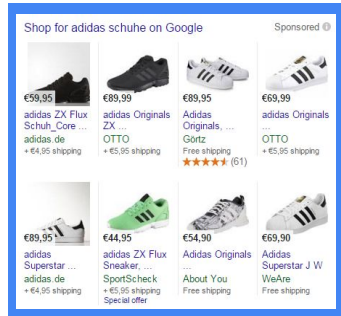 Shop for adidas schuhe on Google Sponsored
€59,95 €89,99 €89,95 €69,99
adidas ZX Flux adidas Originals Adidas adidas Originals
Schuh_Core ... ZX ... Originals, ... ...
adidas.de OTTO Görtz OTTO
+ €4,95 shipping + €5,95 shipping Free shipping + €5,95 shipping
(61)
€89,95 €44,95 €54,90 €69,90
adidas adidas ZX Flux Adidas Originals Adidas
Superstar ... Sneaker, ... ... Superstar J W
adidas.de SportScheck About You WeAre
+ €4,95 shipping + €5,95 shipping Free shipping Free shipping
Special offer